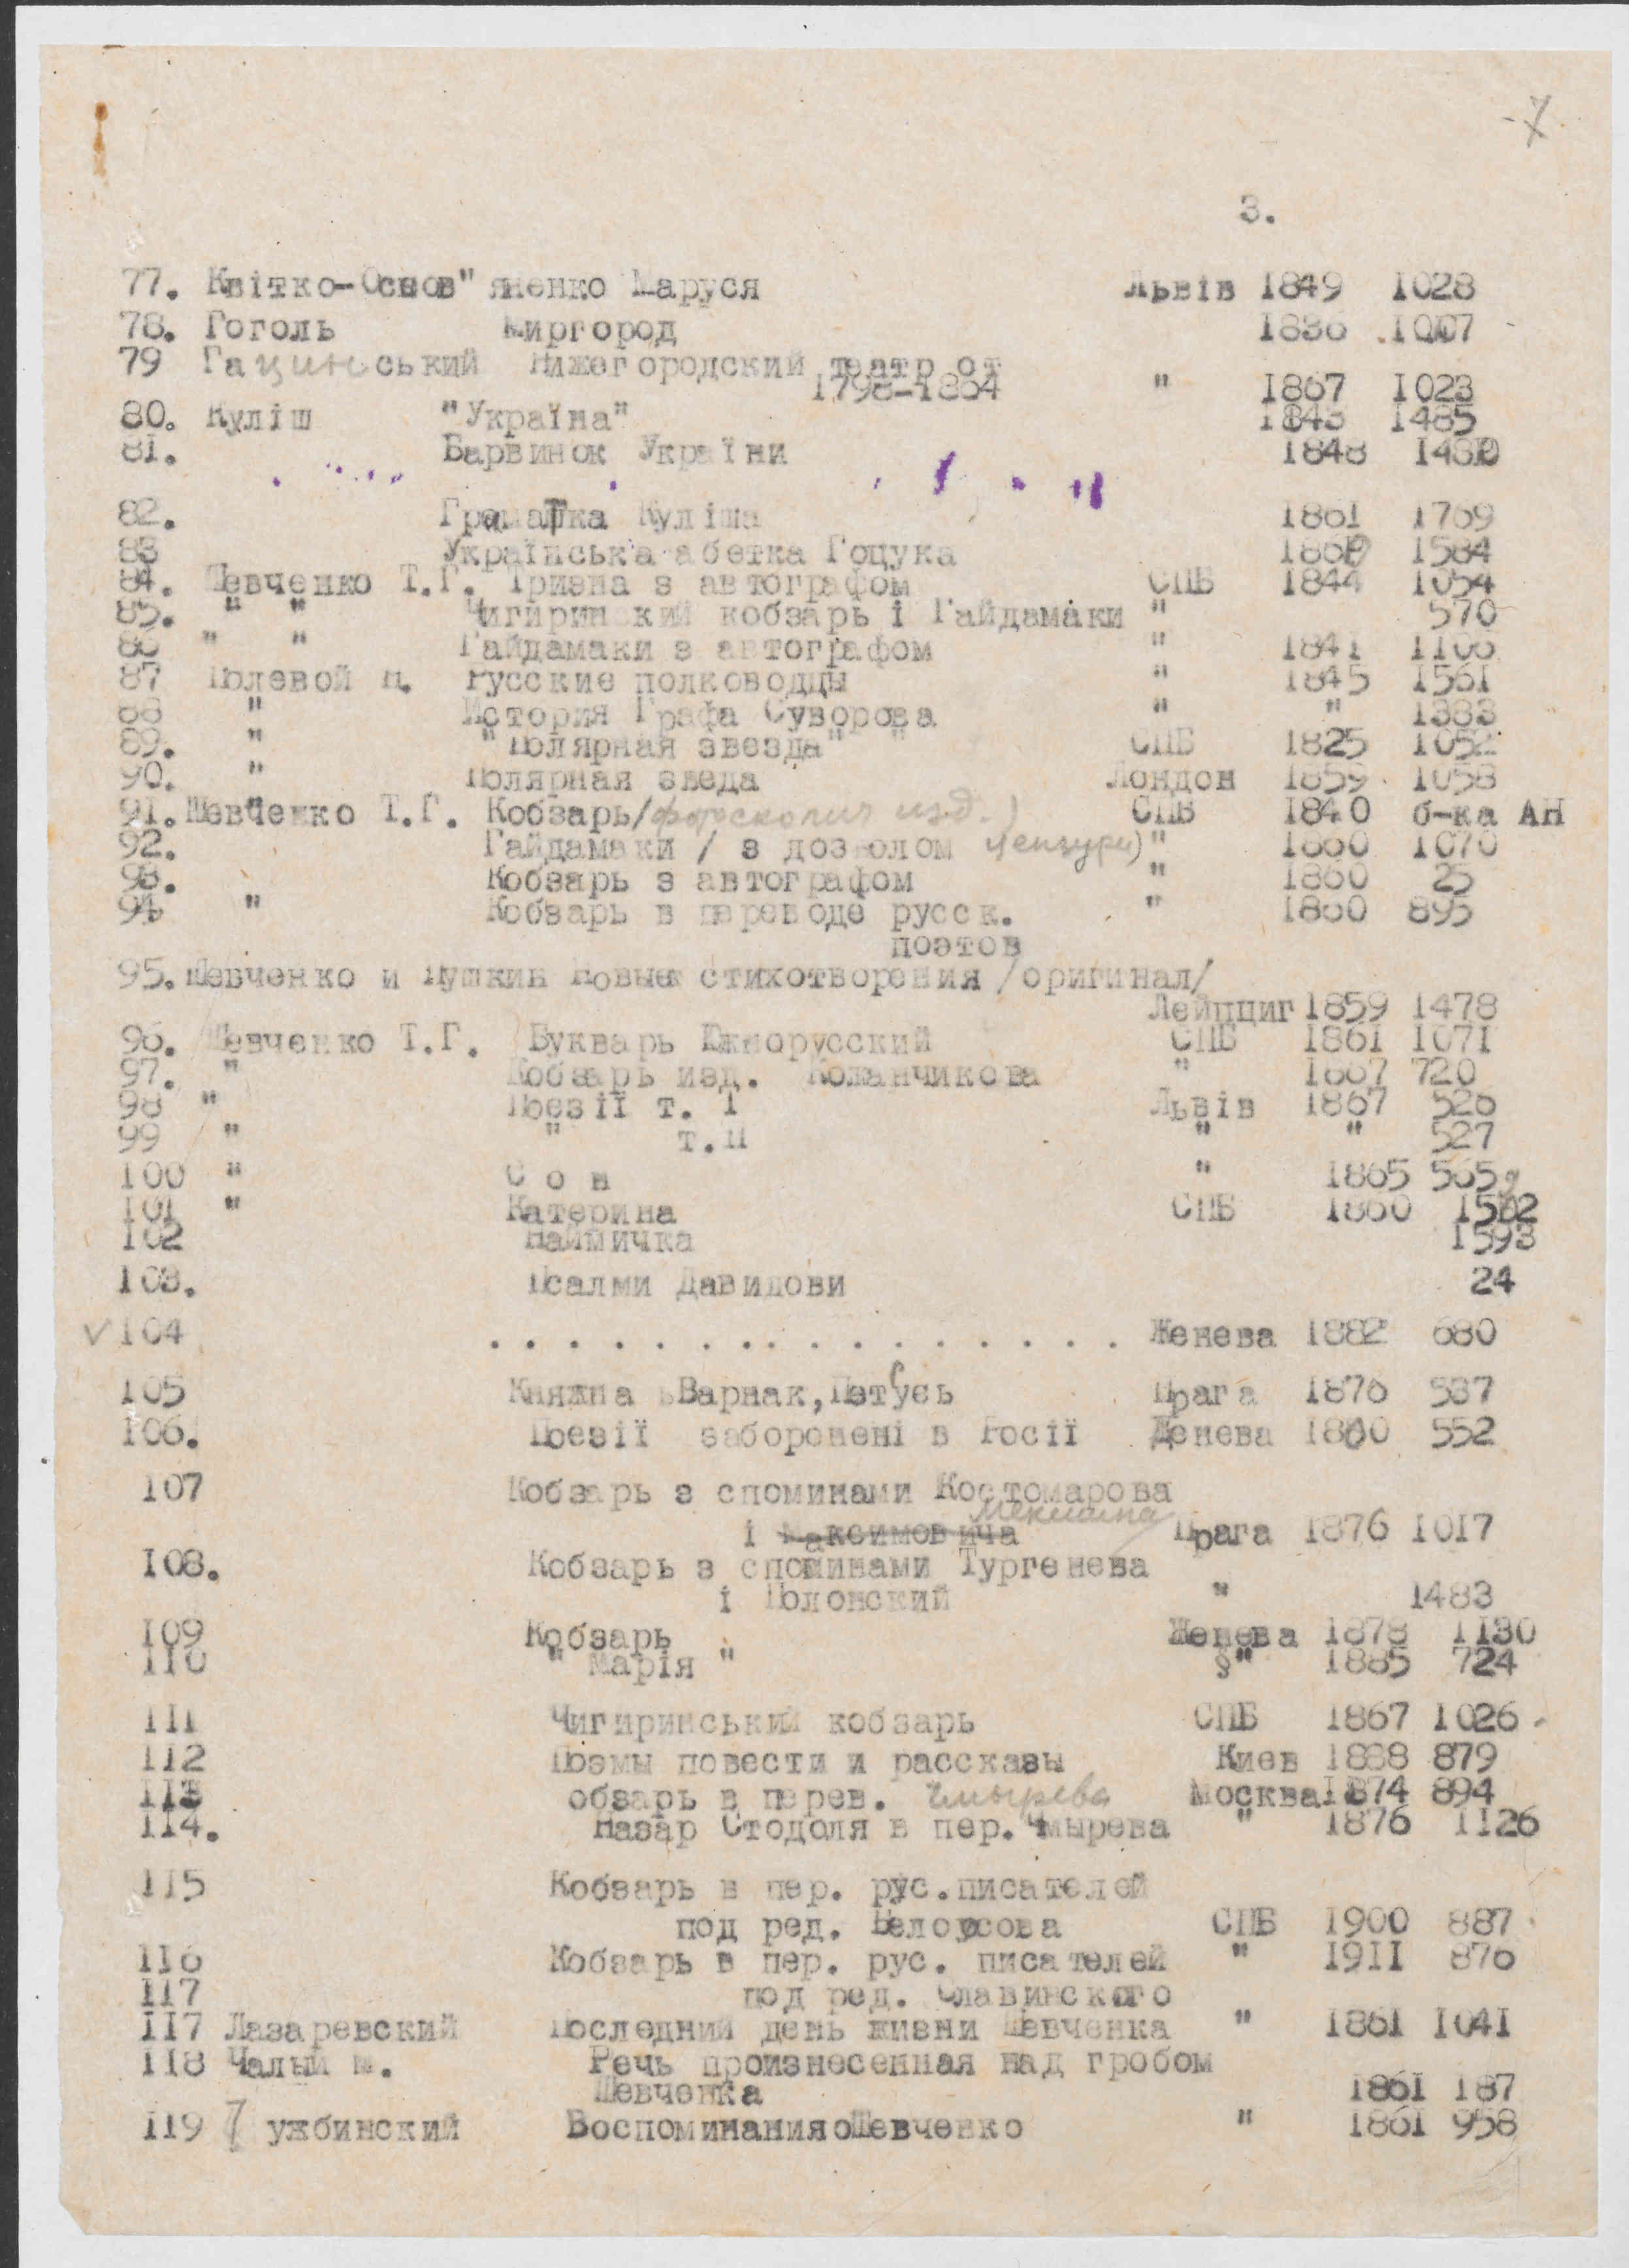 7
3.
77. Квітко-Основ"яненко Маруся Львів 1849 1028
78. Гоголь Миргород 1836 1007
79 Гацинський Нижегородский театр от
1798-1864 " 1867 1023
80. Куліш "Україна" 1843 1485
81. Барвинок України 1848 1480
82. Граматка Куліша 1861 1769
83 Українська абетка Гоцука 1860 1584
84. Шевченко Т.Г. Тризна з автографом СПБ 1844 1054
85. " " Чигиринский кобзарь і Гайдамаки " 570
86 " " Гайдамаки з автографом " 1841 1106
87 Полевой Н. Русские полководцы " 1845 1561
88 " История Графа Суворова " " 1383
89. " "Полярная звезда" " СПБ 1825 1052
90. " Полярная зведа Лондон 1859 1058
91. Шевченко Т.Г. Кобзарь/фотокопия изд.) СПБ 1840 б-ка АН
92. " Гайдамаки / з дозволом цензури) " 1860 1070
93. Кобзарь з автографом " 1860 25
94 " Кобзарь в переводе русск. " 1860 895
поэтов
95. Шевченко и Пушкин Новые стихотворения /оригинал/
Лейпциг 1859 1478
96. Шевченко Т.Г. Букварь Южнорусский СПБ 1861 1071
97. " Кобзарь изд. Кожанчикова " 1867 720
98 " Поезії т. I Львів 1867 526
99 " " т.II " " 527
100 " С о н " 1865 565
101 " Катерина СПБ 1860 1502
102 Наймичка 1593
103. Псалми Давидови 24
√104 . . . . . . . . . . . . . . . . Женева 1882 680
105 Княжна Варнак,Петрусь Прага 1876 537
106. Поезії заборонені в Росії Женева 1860 552
107 Кобзарь з споминами Костомарова
і Максимовича Мекишина Прага 1876 1017
108. Кобзарь з споминами Тургенева
і Полонский " 1483
109 Кобзарь Женева 1878 1130
110 " Марія " §" 1885 724
111 Чигиринський кобзарь СПБ 1867 1026
112 Поэмы повести и рассказы Киев 1888 879
113 обзарь в перев. Чмырева Москва1874 894
114. Назар Стодоля в пер. Чмырева " 1876 1126
115 Кобзарь в пер. рус.писателей
под ред. Белоусова СПБ 1900 887
116 Кобзарь в пер. рус. писателей " 1911 876
117 под ред. Славинского
117 Лазаревский Последний день жизни Шевченка " 1861 1041
118 Чалый М. Речь произнесенная над гробом
Шевченка 1861 187
119 Тужбинский ВоспоминанияоШевченко " 1861 958